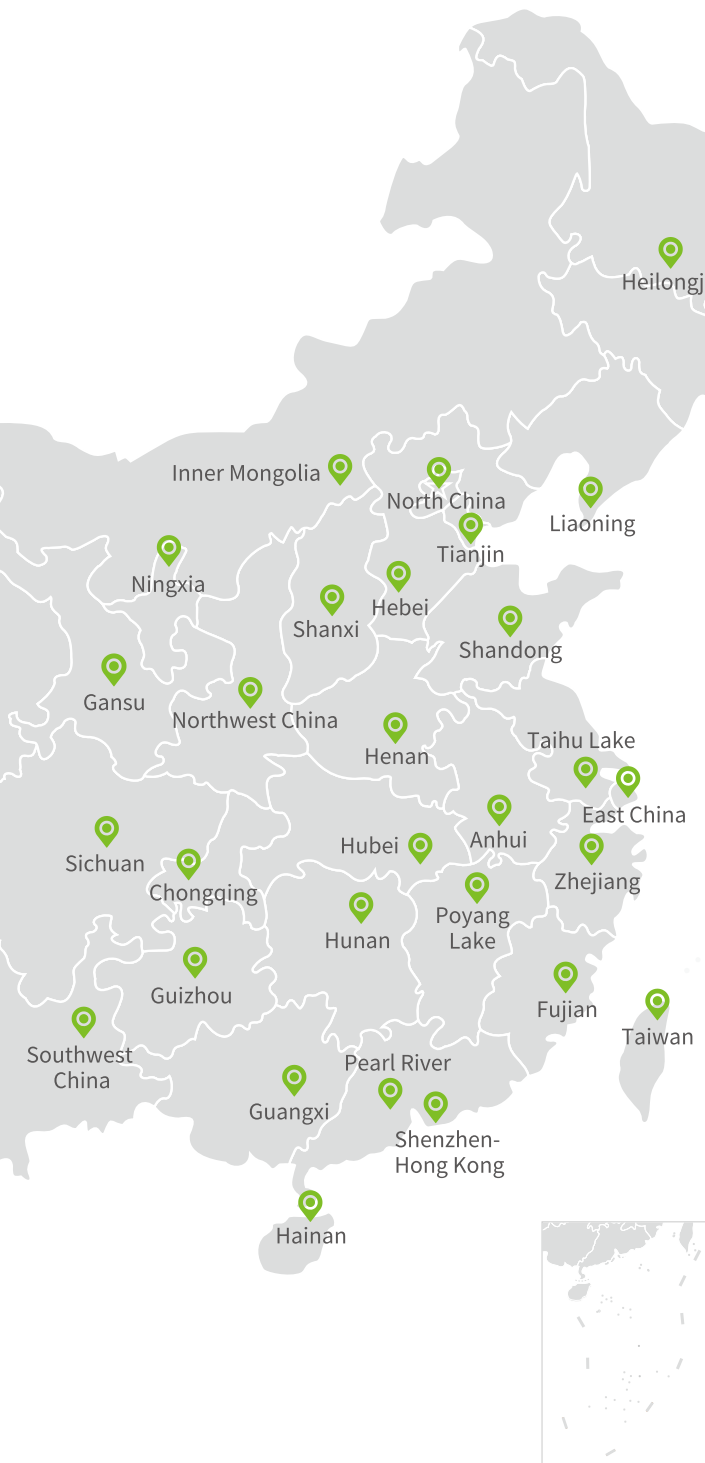 Heilongj
Inner Mongolia
North China
Liaoning
Tianjin
Ningxia
Hebei
Shanxi
Shandong
Gansu
Northwest China
Taihu Lake
Henan
East China
Anhui
Hubei
Sichuan
Zhejiang
Chongqing
Poyang
Lake
Hunan
Guizhou
Fujian
Taiwan
Southwest
China
Pearl River
Guangxi
Shenzhen-
Hong Kong
Hainan